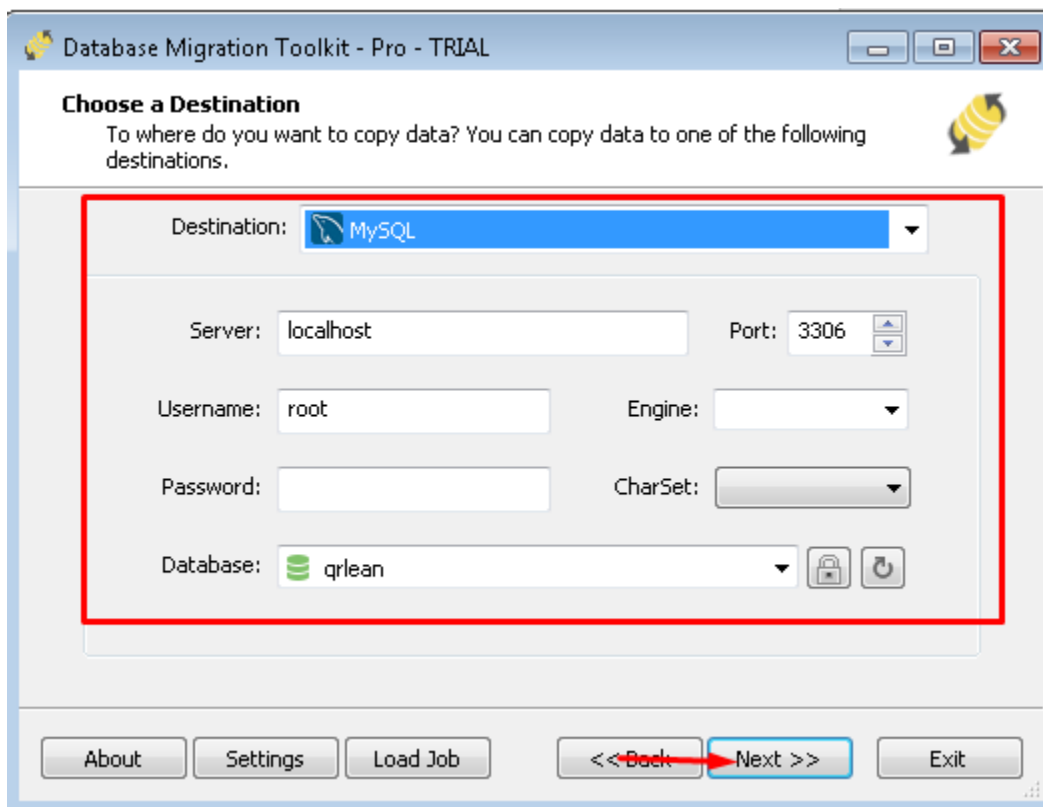 Database Migration Toolkit - Pro - TRIAL
Choose a Destination
To where do you want to copy data? You can copy data to one of the following
destinations.
Destination: MySQL
Server: localhost Port: 3306
Username: root Engine:
Password: CharSet:
Database: qrlean
About Settings Load Job << Back Next >> Exit